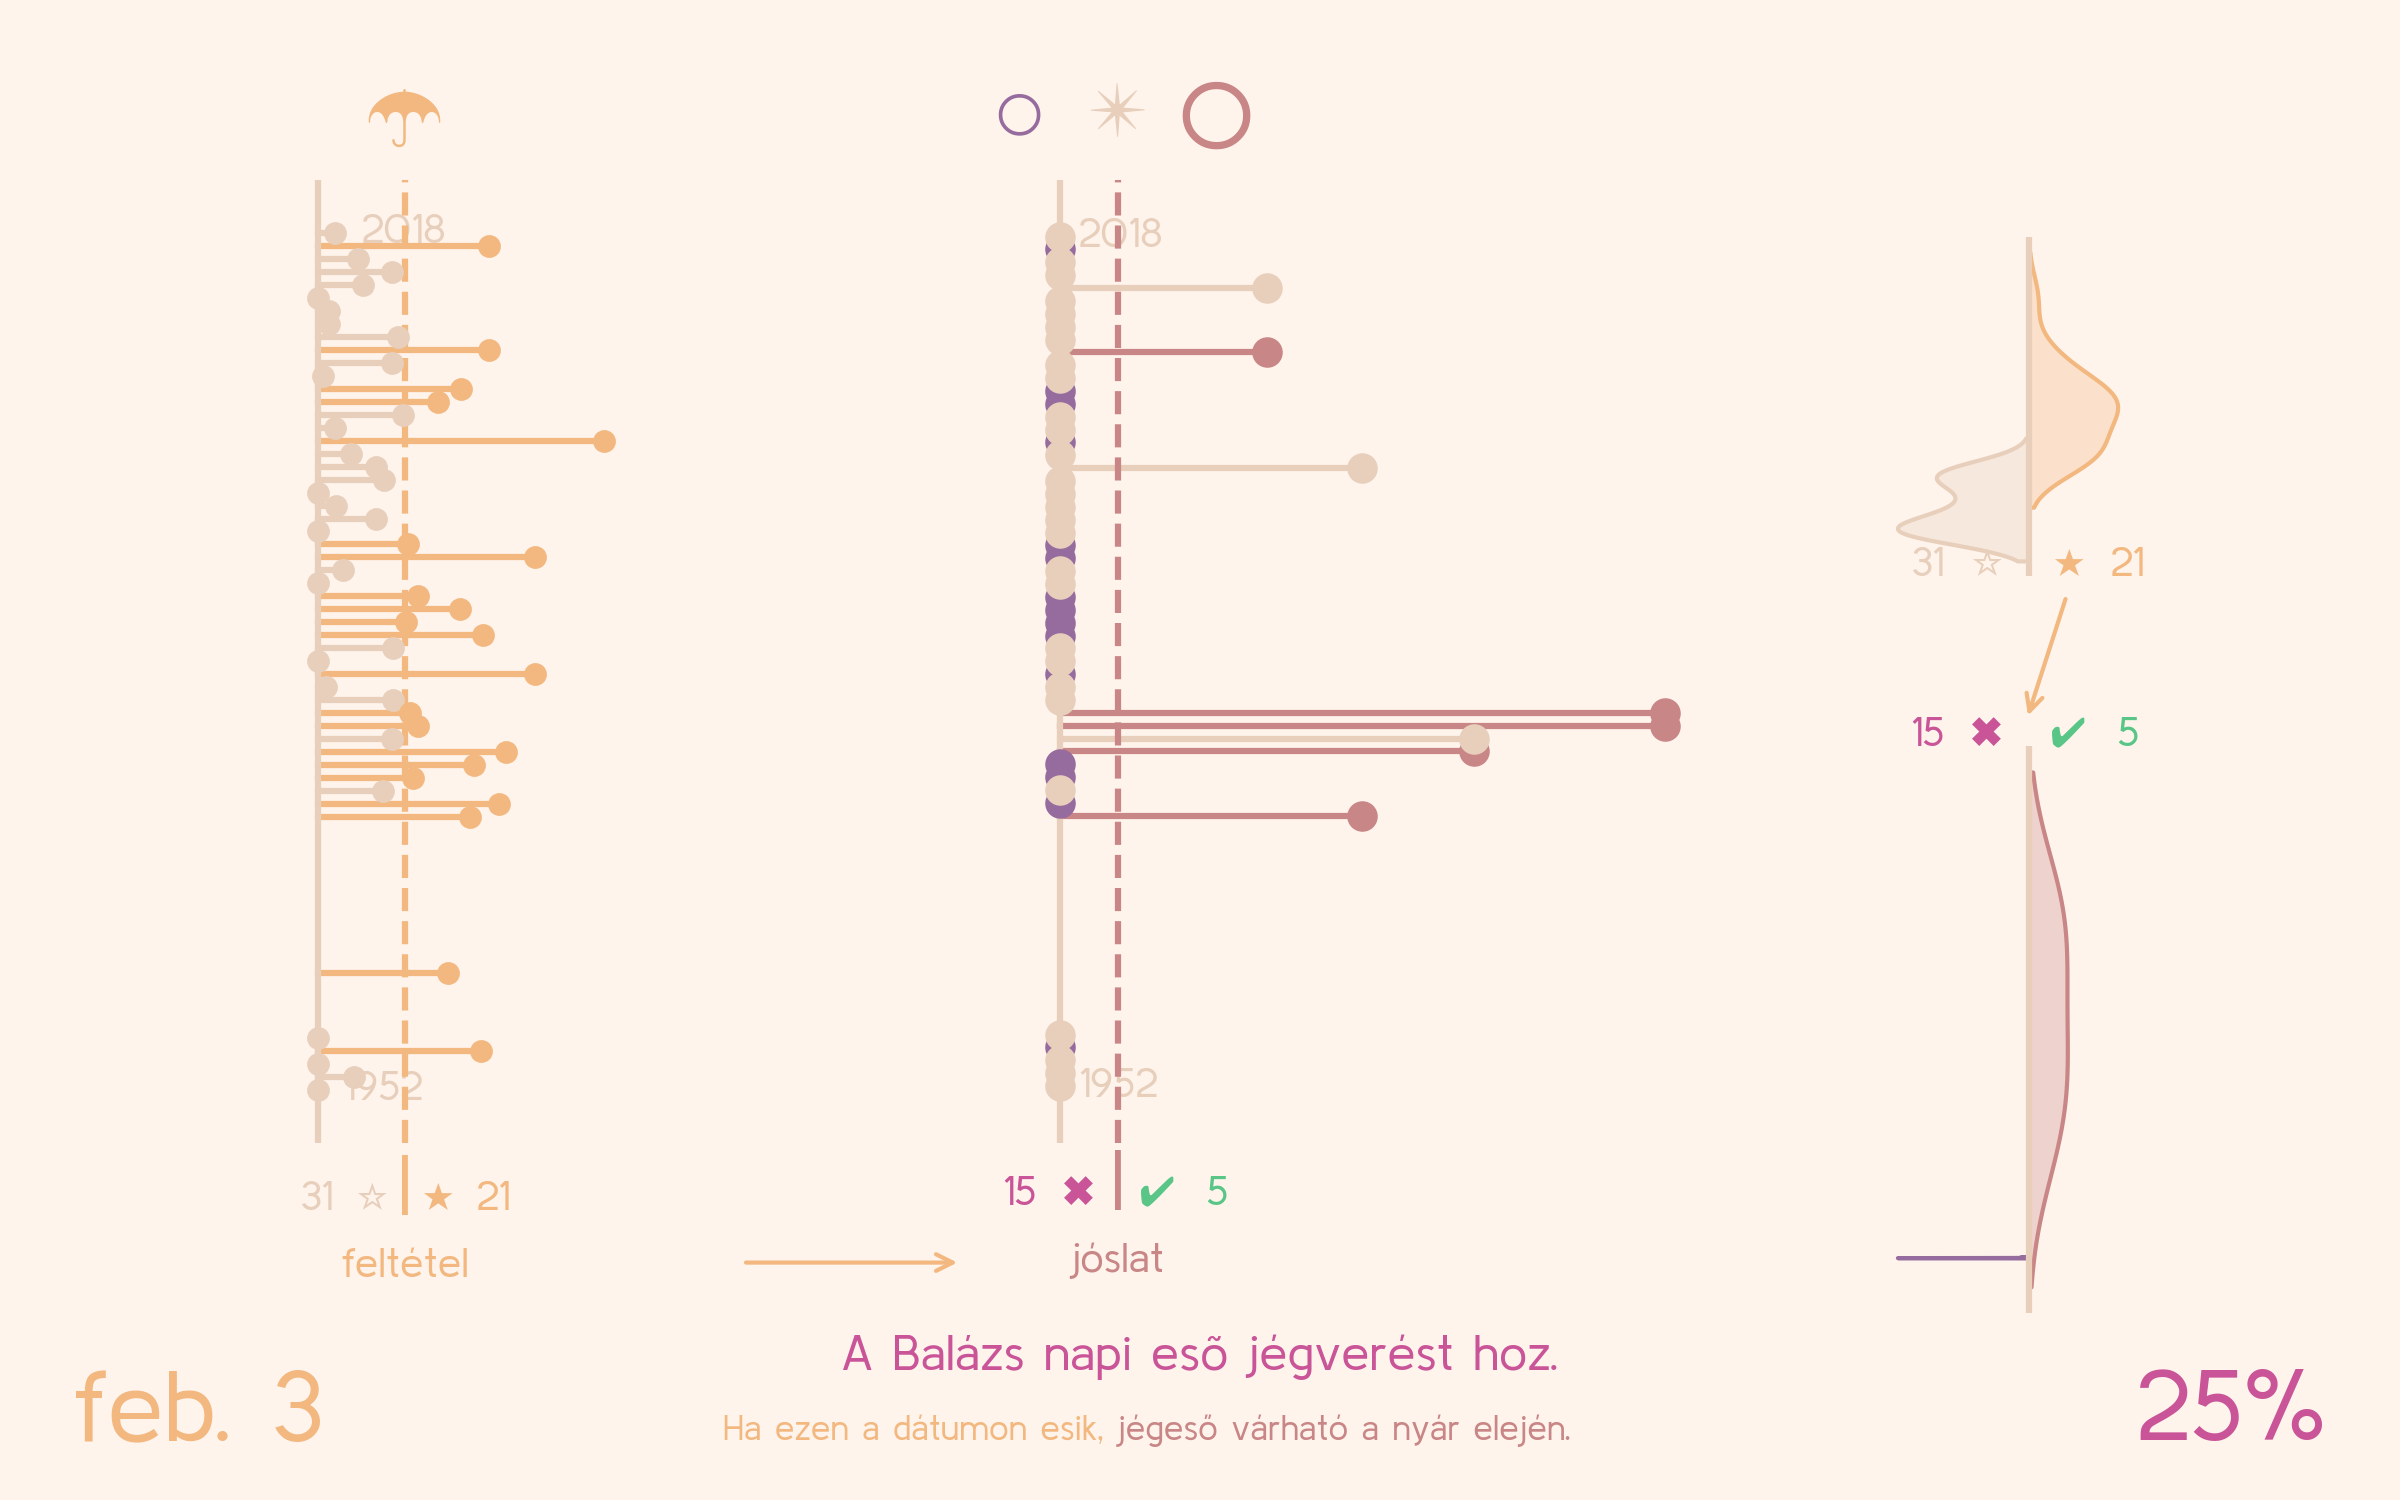 2018
2018
1952
1952
31 ☆ ★ 21
15 ✖ ✔ 5
31 ☆ ★ 21
15 ✖ ✔ 5
feltétel
jóslat
A Balázs napi esõ jégverést hoz.
feb. 3
25%
Ha ezen a dátumon esik, jégeső várható a nyár elején.